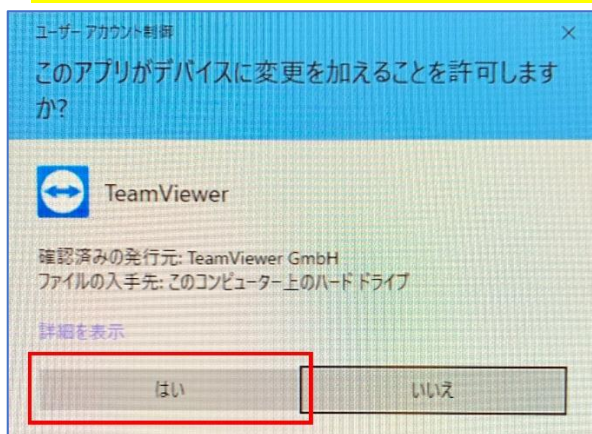 ユーザー アカウント制御
このアプリがデバイスに変更を加えることを許可します
か?
TeamViewer
確認済みの発行元: TeamViewer GmbH
ファイルの入手先: このコンピューター上のハード ドライブ
詳細を表示
はい
いいえ